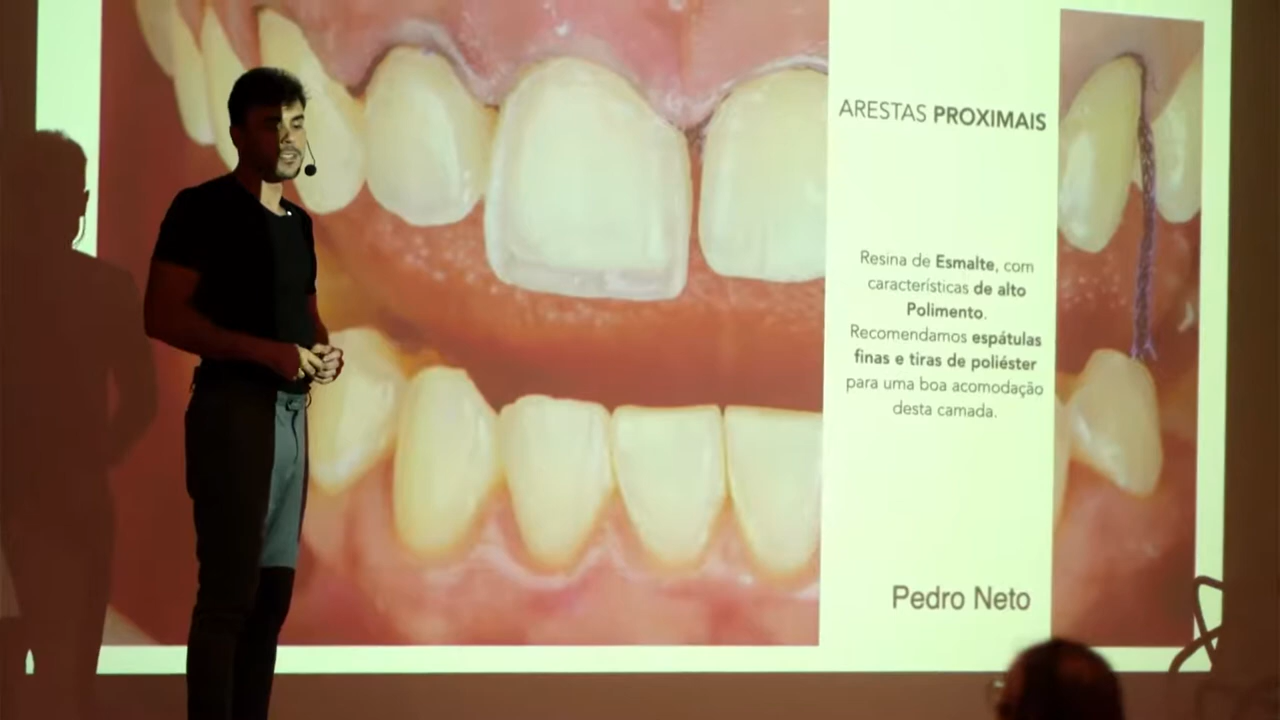 ARESTAS PROXIMAIS
Resina de Esmalte, com
características de alto
Polimento.
Recomendamos espátulas
finas e tiras de poliéster
para uma boa acomodação
desta camada.
Pedro Neto